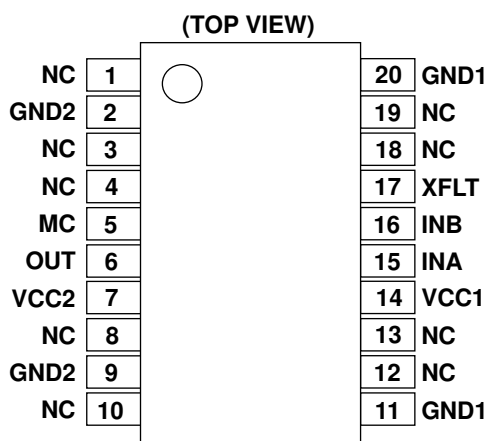 (TOP VIEW)
NC 1 20 GND1
GND2 2 19 NC
NC 3 18 NC
NC 4 17 XFLT
MC 5 16 INB
OUT 6 15 INA
VCC2 7 14 VCC1
NC 8 13 NC
GND2 9 12 NC
NC 10 11 GND1